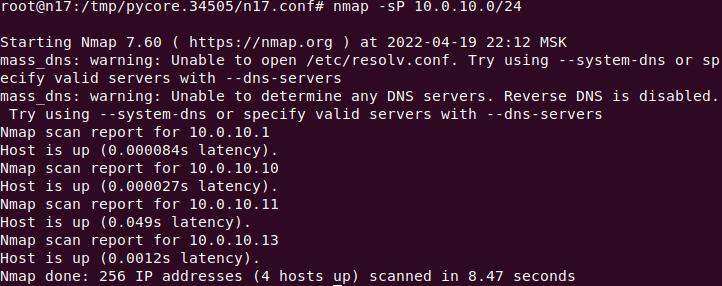 root@n17:/tmp/pycore.34505/n17.conf# nmap -sP 10.0.10.0/24

Starting Nmap 7.60 ( https://nmap.org ) at 2022-04-19 22:12 MSK
mass_dns: warning: Unable to open /etc/resolv.conf. Try using --system-dns or sp
ecify valid servers with --dns-servers
mass_dns: warning: Unable to determine any DNS servers. Reverse DNS is disabled.
 Try using --system-dns or specify valid servers with --dns-servers
Nmap scan report for 10.0.10.1
Host is up (0.000084s latency).
Nmap scan report for 10.0.10.10
Host is up (0.000027s latency).
Nmap scan report for 10.0.10.11
Host is up (0.049s latency).
Nmap scan report for 10.0.10.13
Host is up (0.0012s latency).
Nmap done: 256 IP addresses (4 hosts up) scanned in 8.47 seconds